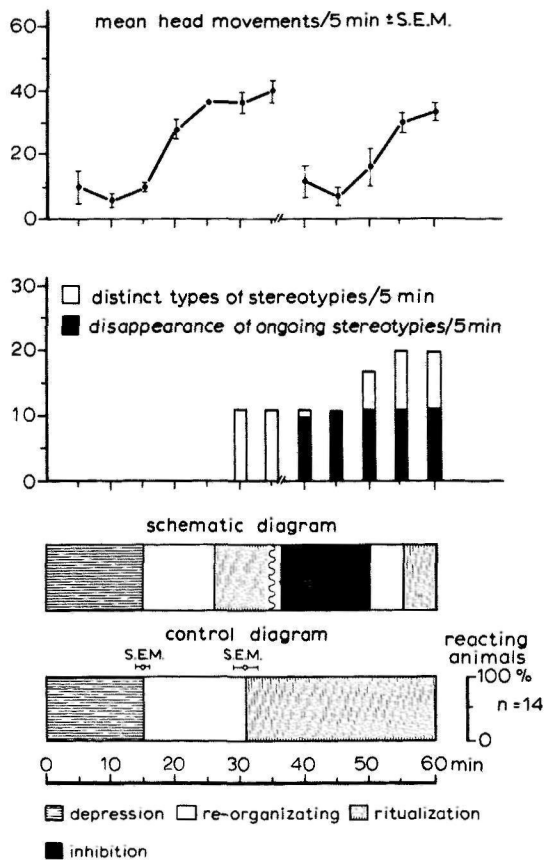 mean head movements/5 min ± S.E.M.
60
40
20
0
30
distinct types of stereotypies/5 min
disappearance of ongoing stereotypies/5min
20
10
0
schematic diagram
control diagram
S.E.M.
S.E.M.
reacting
animals
100 %
n = 14
0
0 10 20 30 40 50 60 min
depression re-organizating ritualization
inhibition